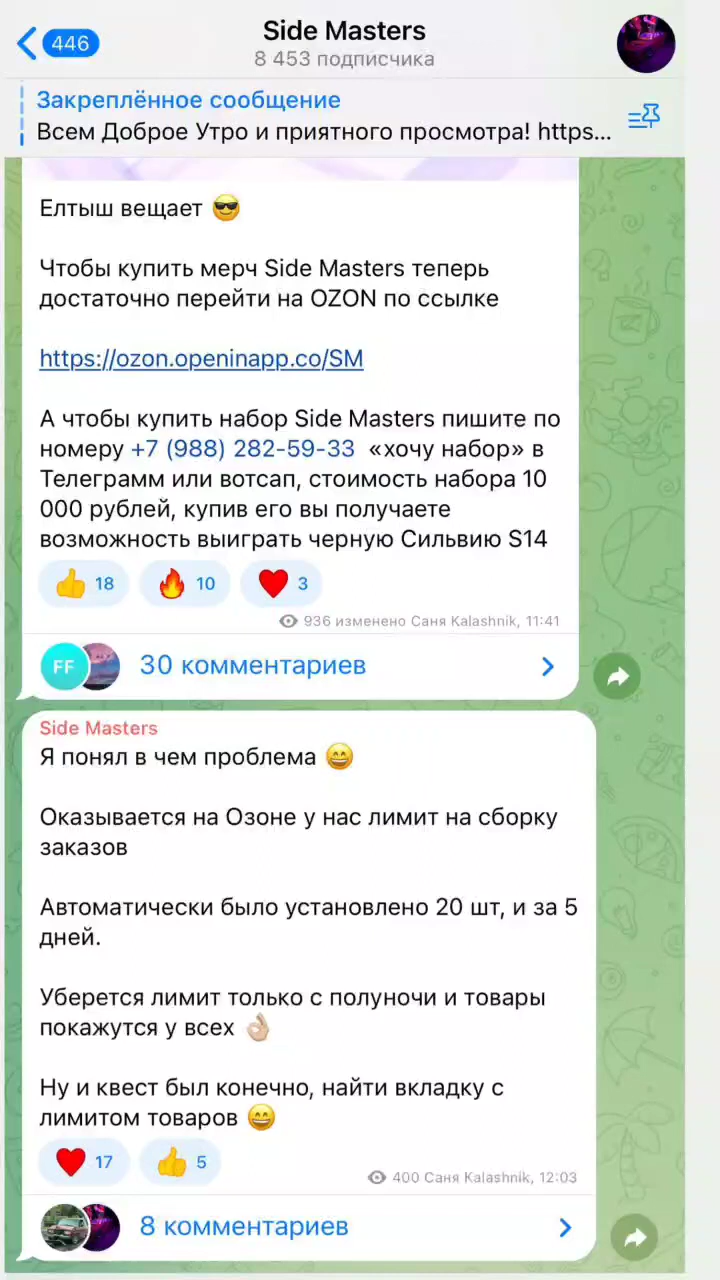 446
Side Masters
8 453 подписчика
Закреплённое сообщение
Всем Доброе Утро и приятного просмотра! https...
Елтыш вещает 😎
Чтобы купить мерч Side Masters теперь
достаточно перейти на OZON по ссылке
https://ozon.openinapp.co/SM
А чтобы купить набор Side Masters пишите по
номеру +7 (988) 282-59-33 «хочу набор» в
Телеграмм или вотсап, стоимость набора 10
000 рублей, купив его вы получаете
возможность выиграть черную Сильвию S14
👍 18 🔥 10 ❤️ 3
936 изменено Саня Kalashnik, 11:41
FF 30 комментариев
Side Masters
Я понял в чем проблема 😄
Оказывается на Озоне у нас лимит на сборку
заказов
Автоматически было установлено 20 шт, и за 5
дней.
Уберется лимит только с полуночи и товары
покажутся у всех 👌🏼
Ну и квест был конечно, найти вкладку с
лимитом товаров 😄
❤️ 17 👍 5
400 Саня Kalashnik, 12:03
8 комментариев